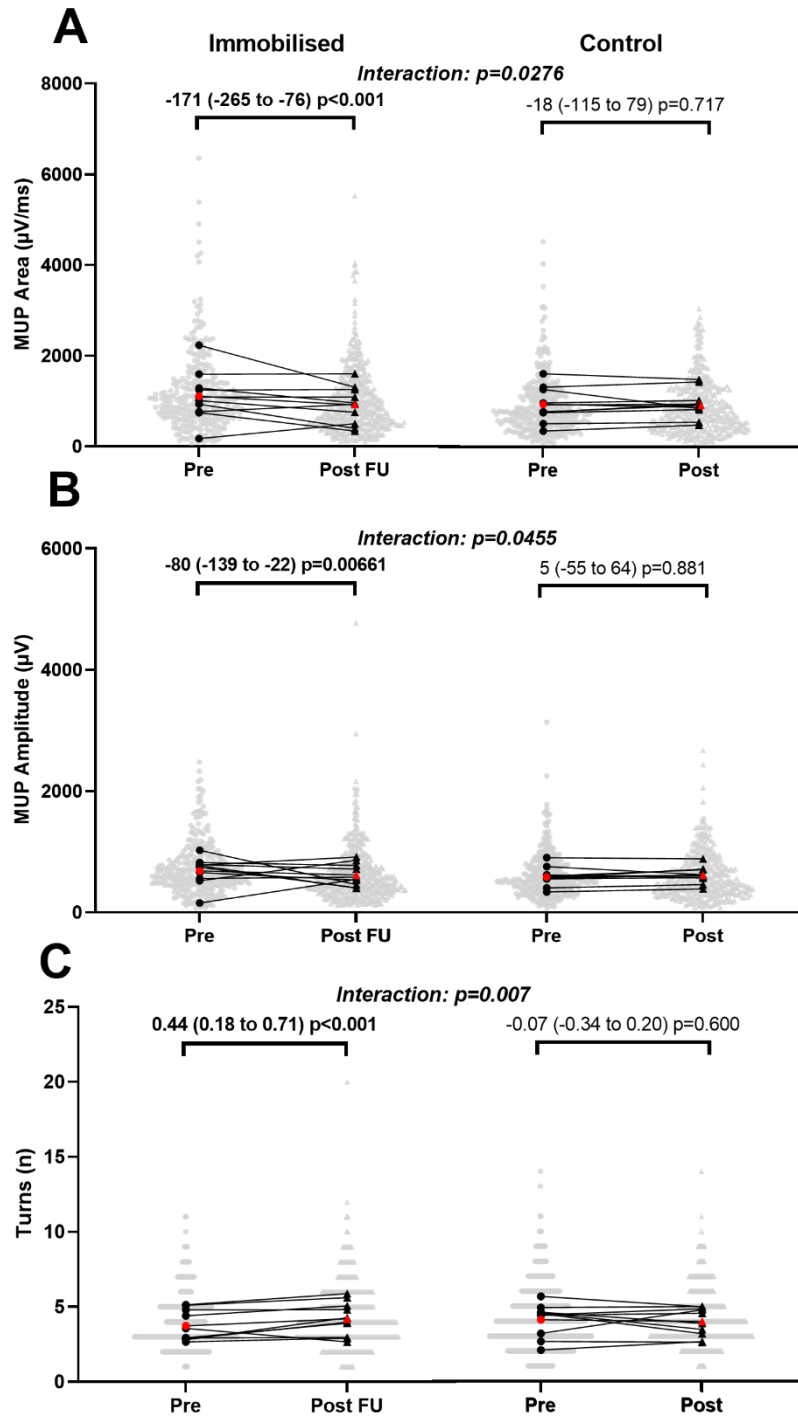 A
Immobilised Control
Interaction: p=0.0276
-171 (-265 to -76) p<0.001 -18 (-115 to 79) p=0.717
MUP Area (µV/ms)
8000
6000
4000
2000
0
Pre Post FU Pre Post
B
Interaction: p=0.0455
-80 (-139 to -22) p=0.00661 5 (-55 to 64) p=0.881
MUP Amplitude (µV)
6000
4000
2000
0
Pre Post FU Pre Post
C
Interaction: p=0.007
0.44 (0.18 to 0.71) p<0.001 -0.07 (-0.34 to 0.20) p=0.600
Turns (n)
25
20
15
10
5
0
Pre Post FU Pre Post